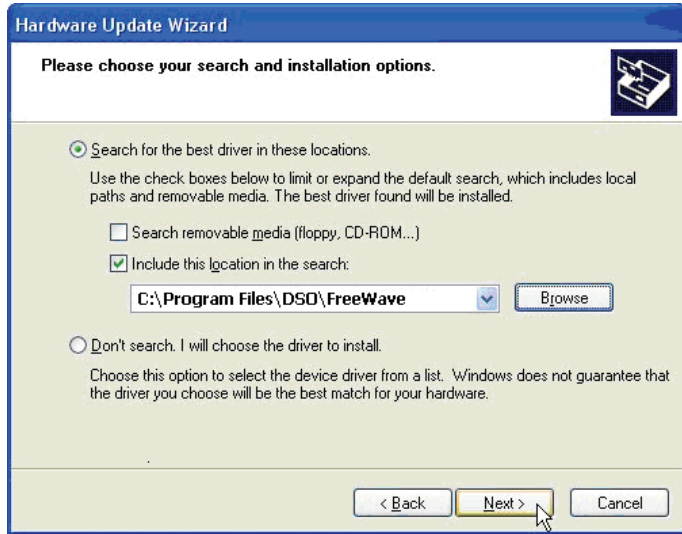 Hardware Update Wizard
Please choose your search and installation options.
Search for the best driver in these locations.
Use the check boxes below to limit or expand the default search, which includes local
paths and removable media. The best driver found will be installed.
Search removable media (floppy, CD-ROM...)
Include this location in the search:
C:\Program Files\DSO\FreeWave
Browse
Don't search. I will choose the driver to install.
Choose this option to select the device driver from a list. Windows does not guarantee that
the driver you choose will be the best match for your hardware.
< Back
Next >
Cancel